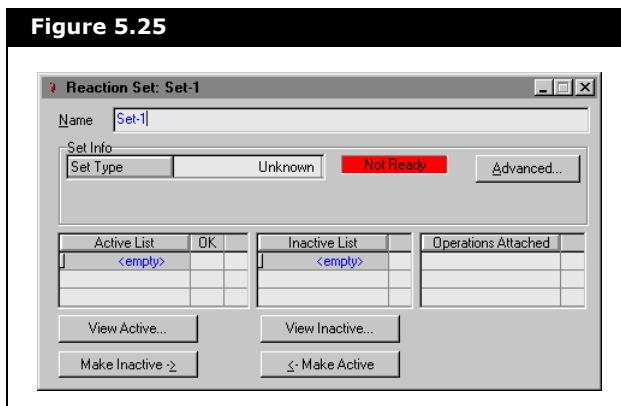 Figure 5.25
Reaction Set: Set-1
Name Set-1
Set Info
Set Type Unknown Not Ready Advanced...
Active List OK Inactive List Operations Attached
<empty> <empty>
View Active... View Inactive...
Make Inactive -> <- Make Active